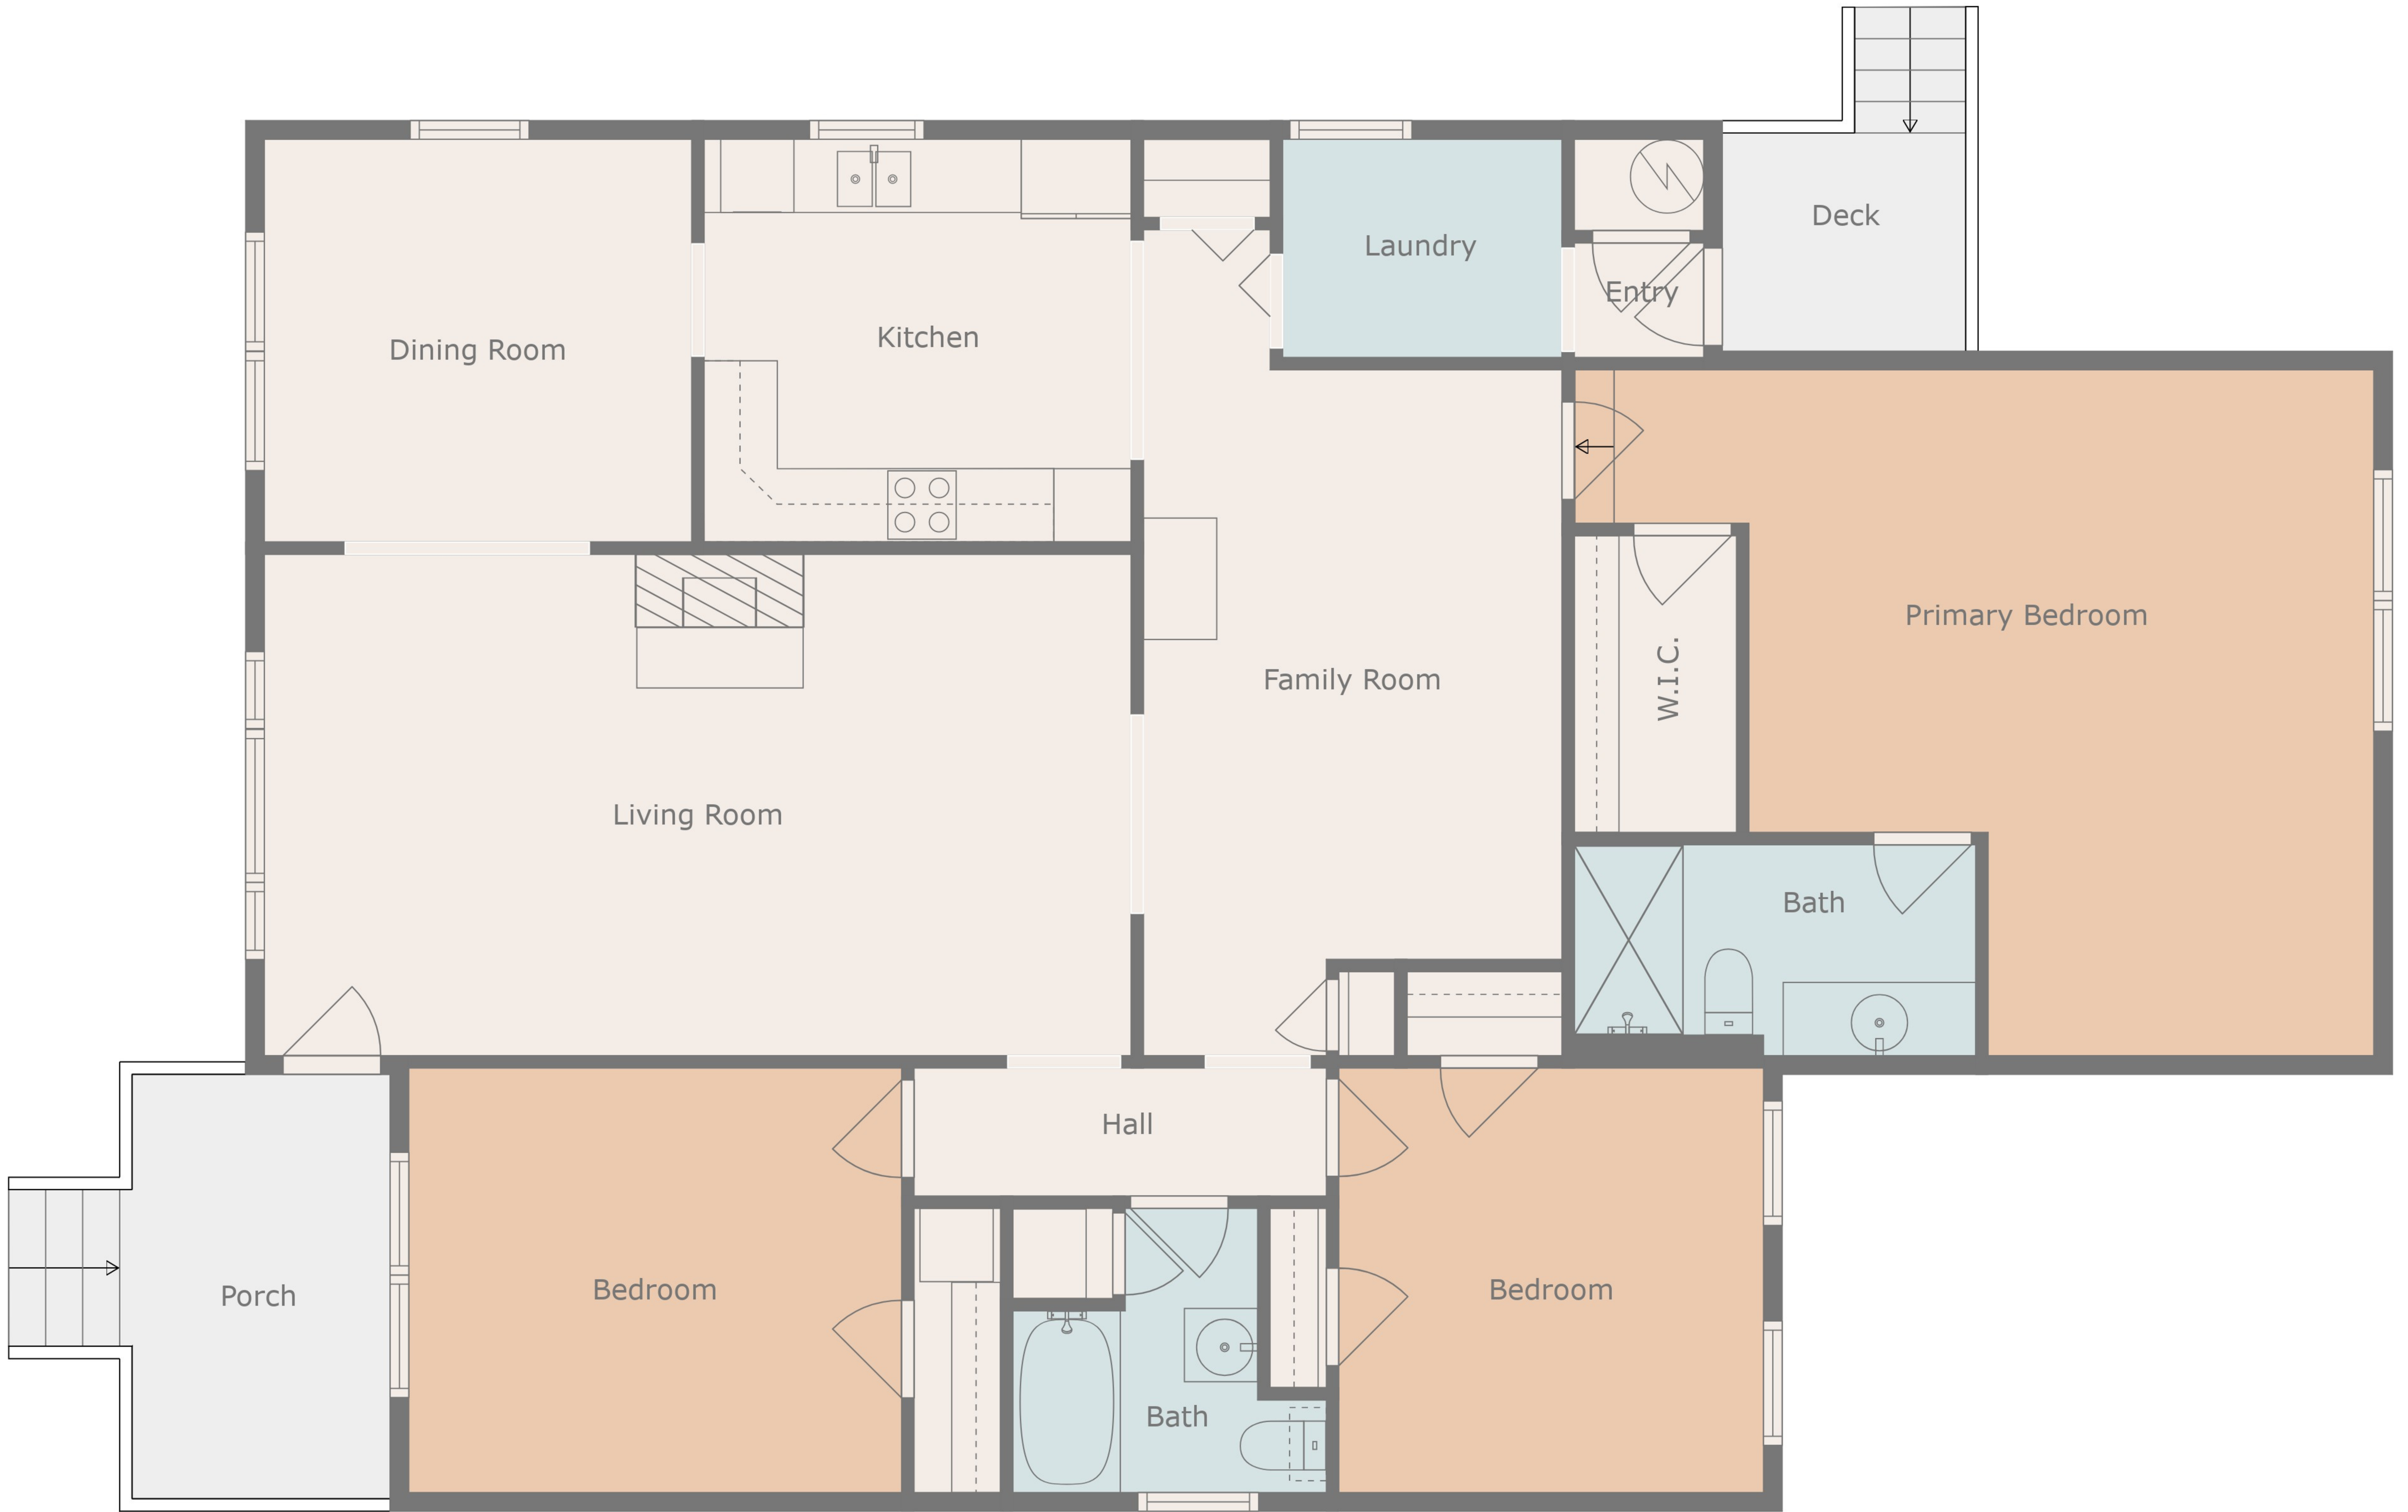 Deck
Laundry
Entry
Kitchen
Dining Room
Primary Bedroom
W.I.C.
Family Room
Living Room
Bath
Hall
Porch
Bedroom
Bedroom
Bath